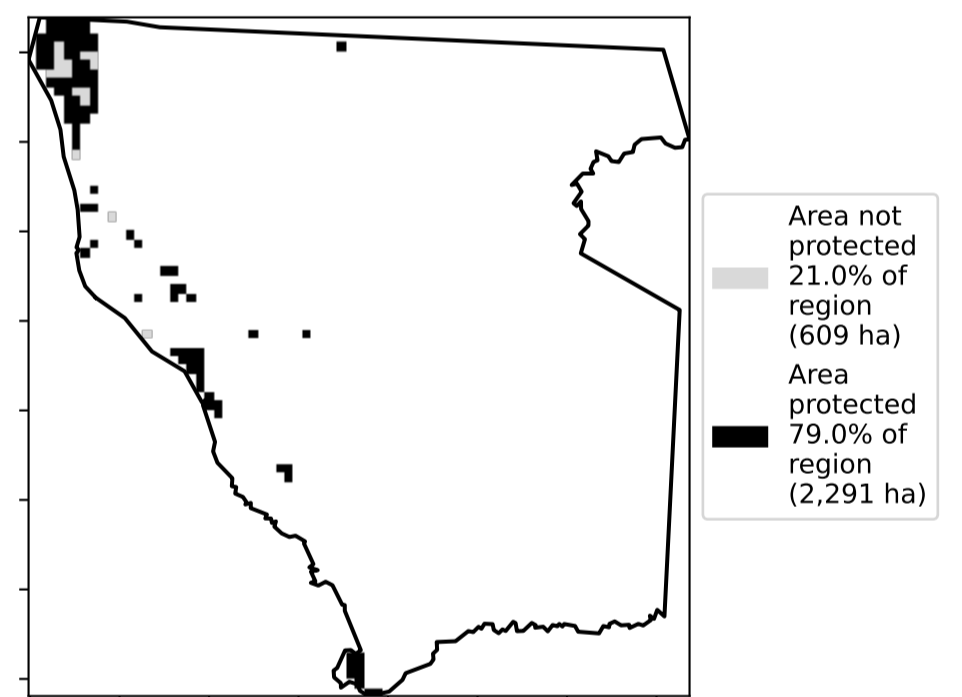 Area not
protected
21.0% of
region
(609 ha)
Area
protected
79.0% of
region
(2,291 ha)